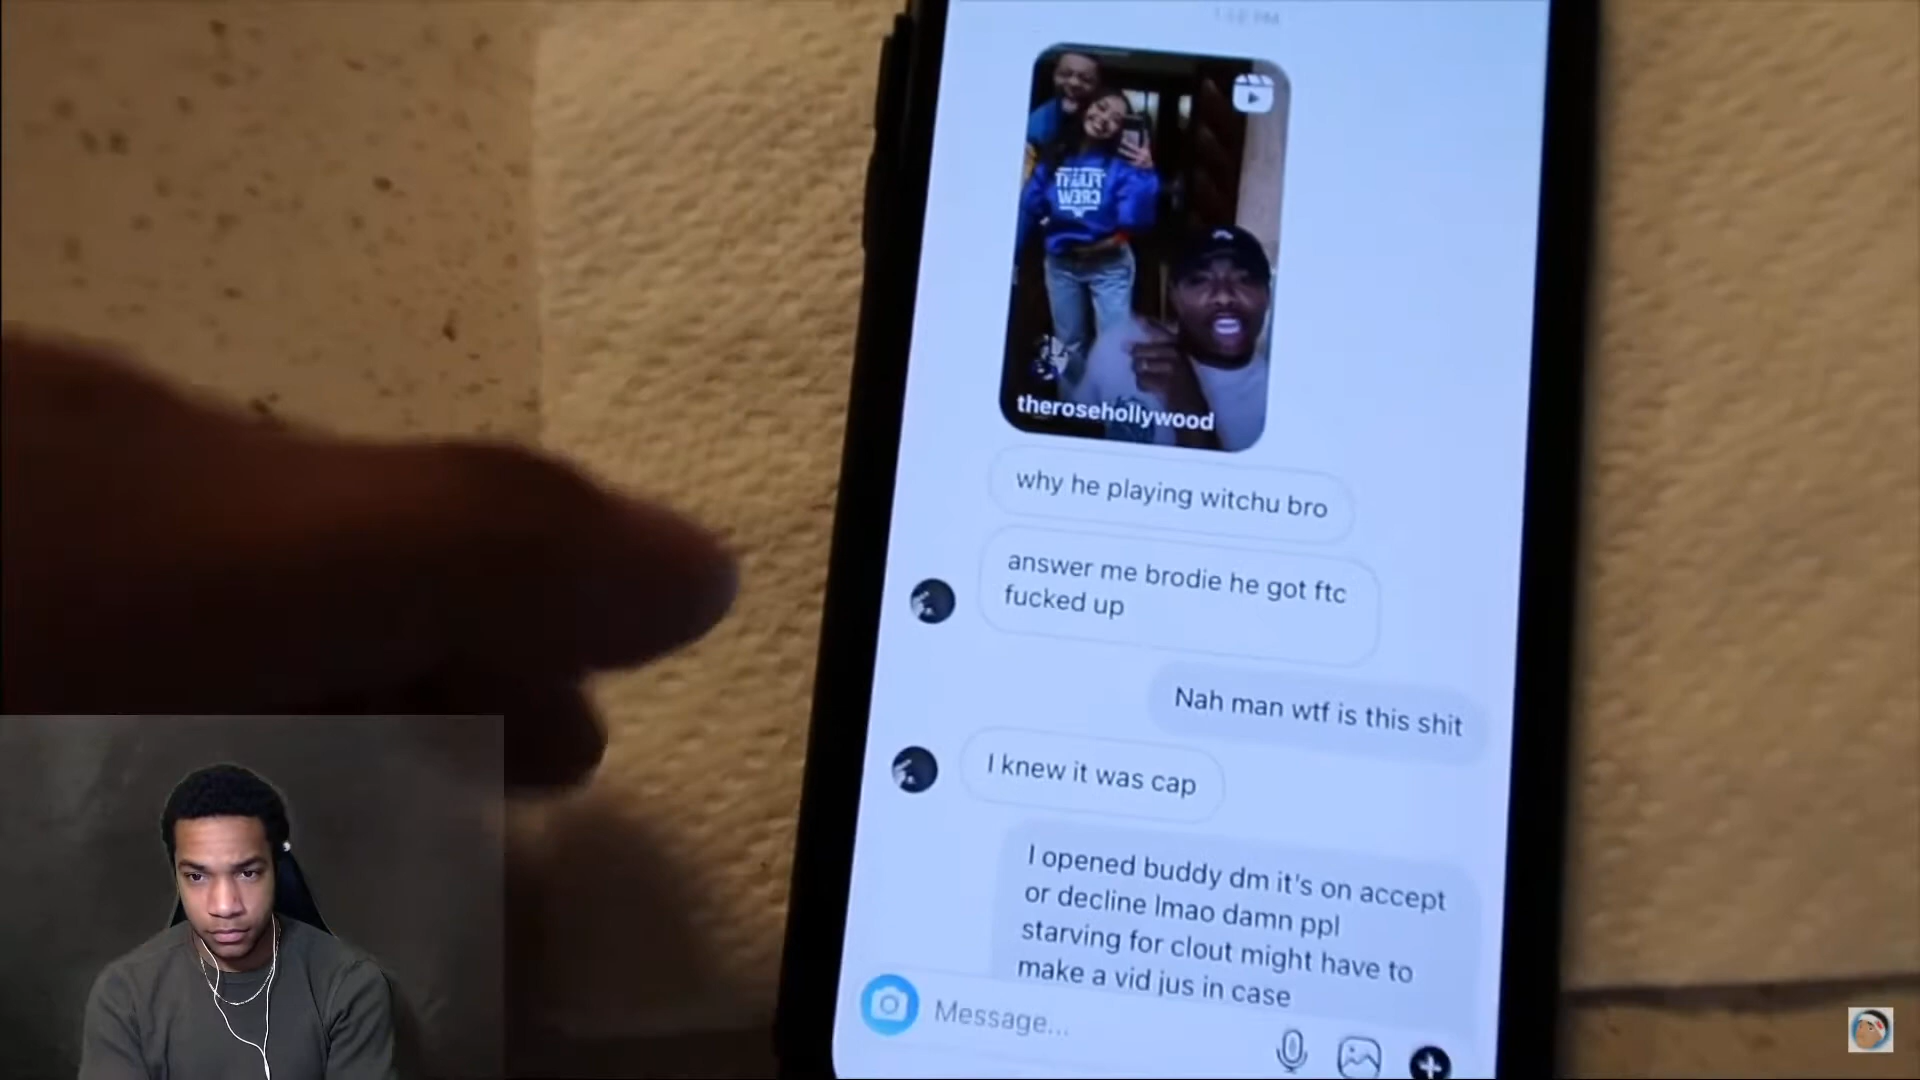 FLIGHT
CREW
therosehollywood
why he playing witchu bro
answer me brodie he got ftc
fucked up
Nah man wtf is this shit
I knew it was cap
I opened buddy dm it's on accept
or decline lmao damn ppl
starving for clout might have to
make a vid jus in case
Message...